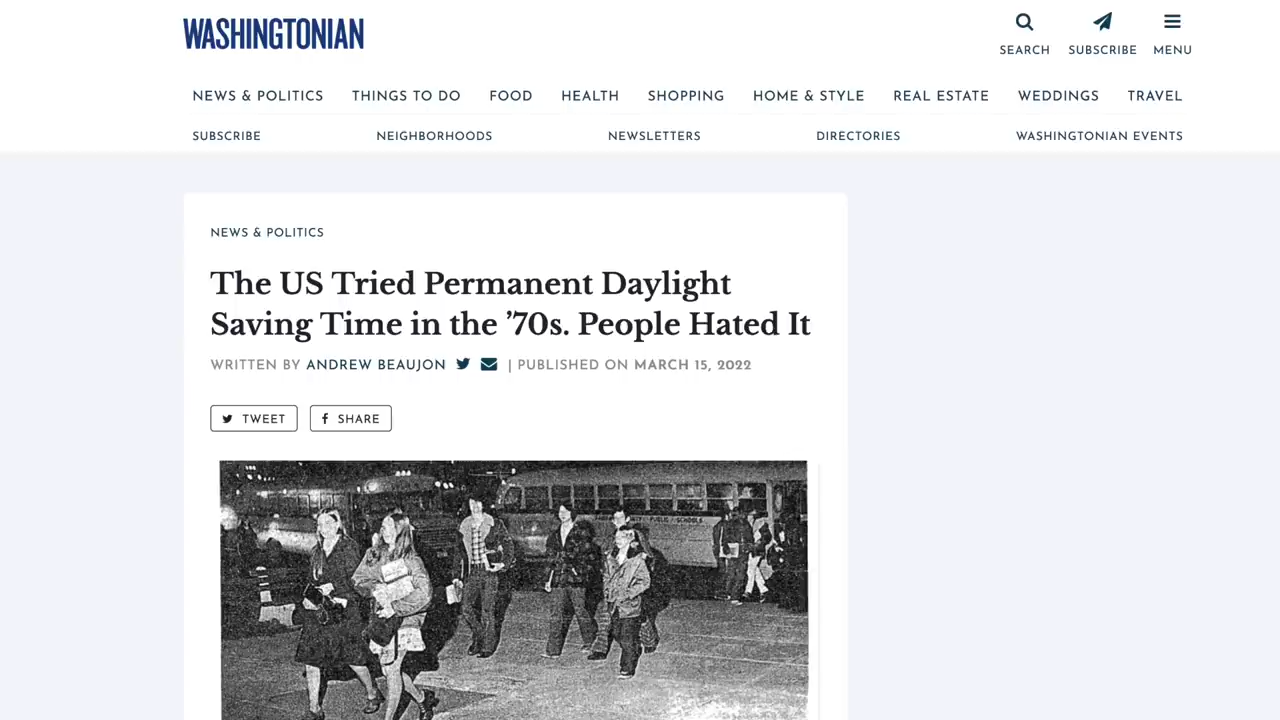 WASHINGTONIAN
SEARCH SUBSCRIBE MENU
NEWS & POLITICS THINGS TO DO FOOD HEALTH SHOPPING HOME & STYLE REAL ESTATE WEDDINGS TRAVEL
SUBSCRIBE NEIGHBORHOODS NEWSLETTERS DIRECTORIES WASHINGTONIAN EVENTS
NEWS & POLITICS
The US Tried Permanent Daylight
Saving Time in the ’70s. People Hated It
WRITTEN BY ANDREW BEAUJON | PUBLISHED ON MARCH 15, 2022
TWEET SHARE
PUBLIC SCHOOLS